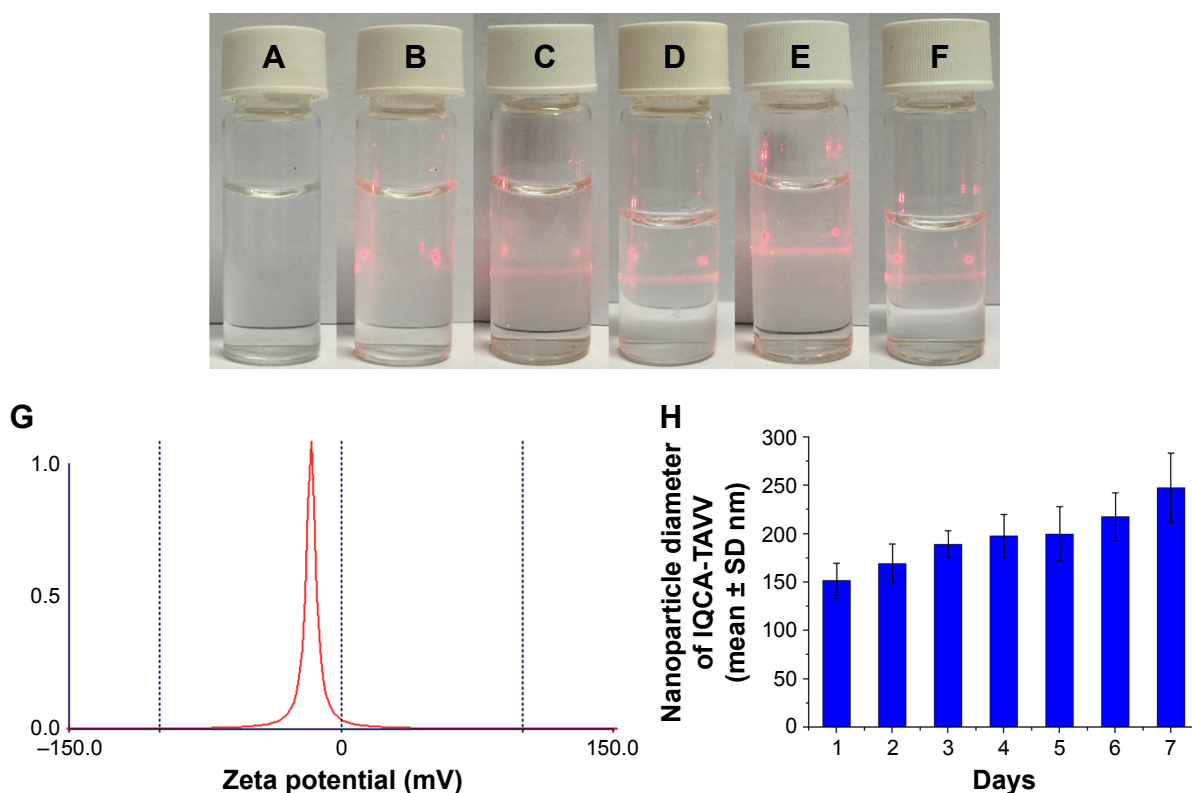 A B C D E F
G
1.0
0.5
0.0
–150.0 0 150.0
Zeta potential (mV)
H
Nanoparticle diameter
of IQCA-TAVV
(mean ± SD nm)
300
250
200
150
100
50
0
1 2 3 4 5 6 7
Days